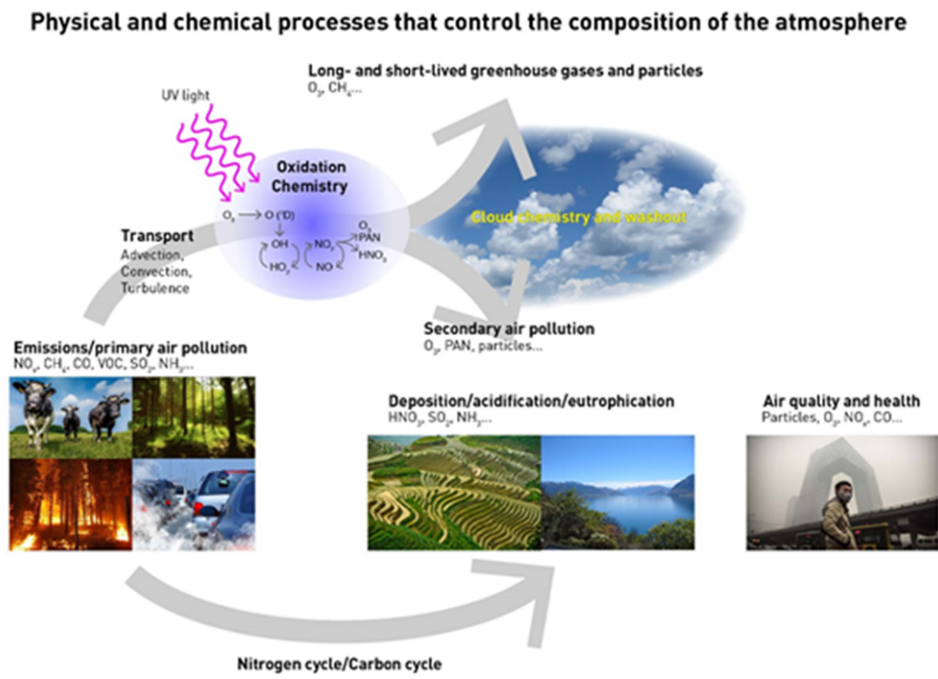 Physical and chemical processes that control the composition of the atmosphere
Long- and short-lived greenhouse gases and particles
O₃, CH₄...
UV light
Oxidation
Chemistry
O₃ → O (¹D)
Transport
Advection,
Convection,
Turbulence
OH
HO₂
NO₂
NO
O₃
PAN
HNO₃
Cloud chemistry and washout
Secondary air pollution
O₃, PAN, particles...
Emissions/primary air pollution
NOₓ, CH₄, CO, VOC, SO₂, NH₃...
Deposition/acidification/eutrophication
HNO₃, SO₂, NH₃...
Air quality and health
Particles, O₃, NOₓ, CO...
Nitrogen cycle/Carbon cycle